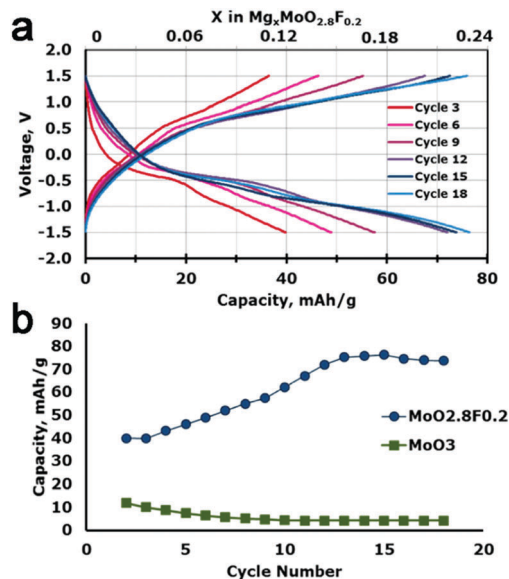 a
X in MgₓMoO₂.₈F₀.₂
0 0.06 0.12 0.18 0.24
2.0
1.5
1.0
0.5
0.0
-0.5
-1.0
-1.5
-2.0
Voltage, V
Cycle 3
Cycle 6
Cycle 9
Cycle 12
Cycle 15
Cycle 18
0 20 40 60 80
Capacity, mAh/g
b
90
80
70
60
50
40
30
20
10
0
Capacity, mAh/g
MoO2.8F0.2
MoO3
0 5 10 15 20
Cycle Number